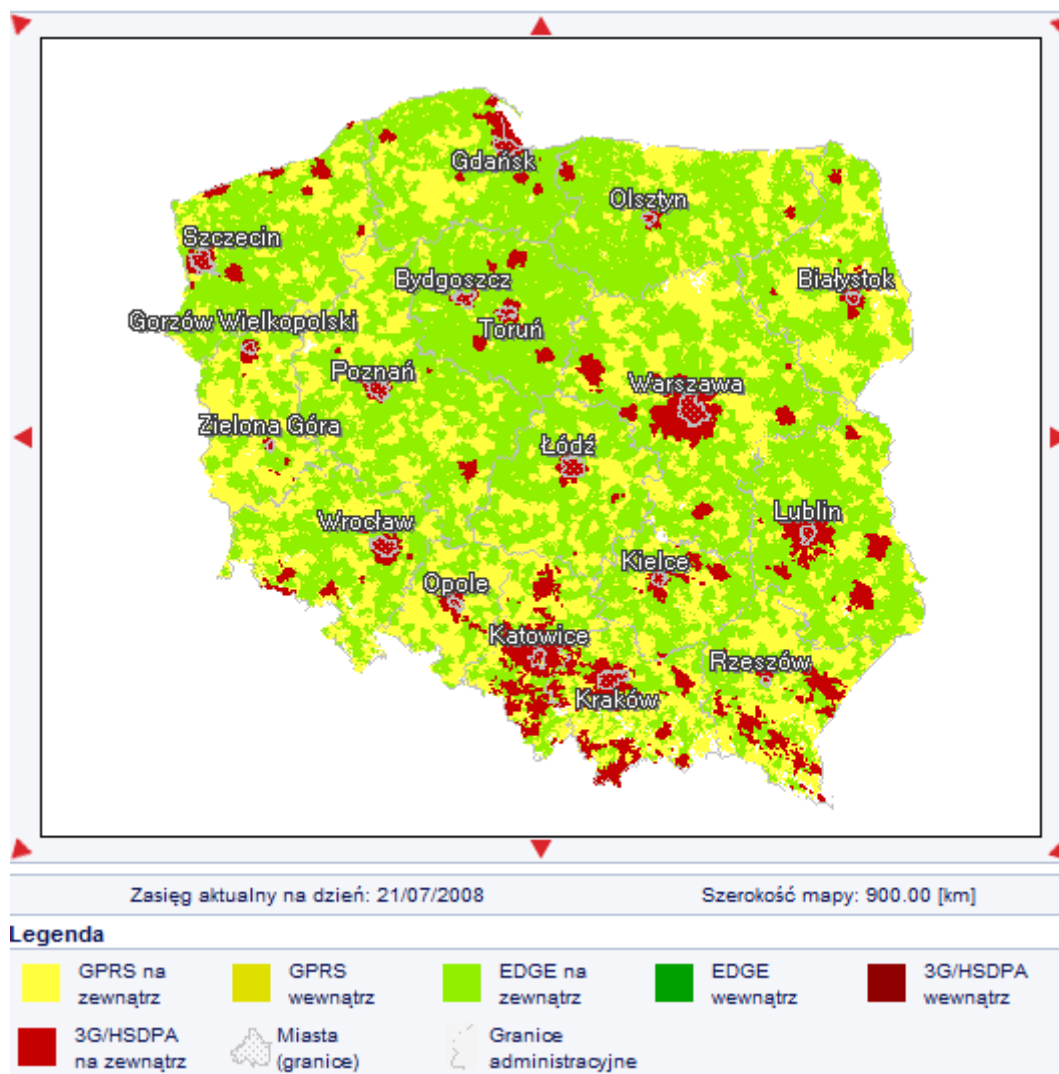 Gdańsk
Olsztyn
Szczecin
Bydgoszcz
Białystok
Gorzów Wielkopolski
Toruń
Poznań
Warszawa
Zielona Góra
Łódź
Wrocław
Lublin
Kielce
Opole
Katowice
Rzeszów
Kraków
Zasięg aktualny na dzień: 21/07/2008
Szerokość mapy: 900.00 [km]
Legenda
GPRS na
zewnątrz
GPRS
wewnątrz
EDGE na
zewnątrz
EDGE
wewnątrz
3G/HSDPA
wewnątrz
3G/HSDPA
na zewnątrz
Miasta
(granice)
Granice
administracyjne